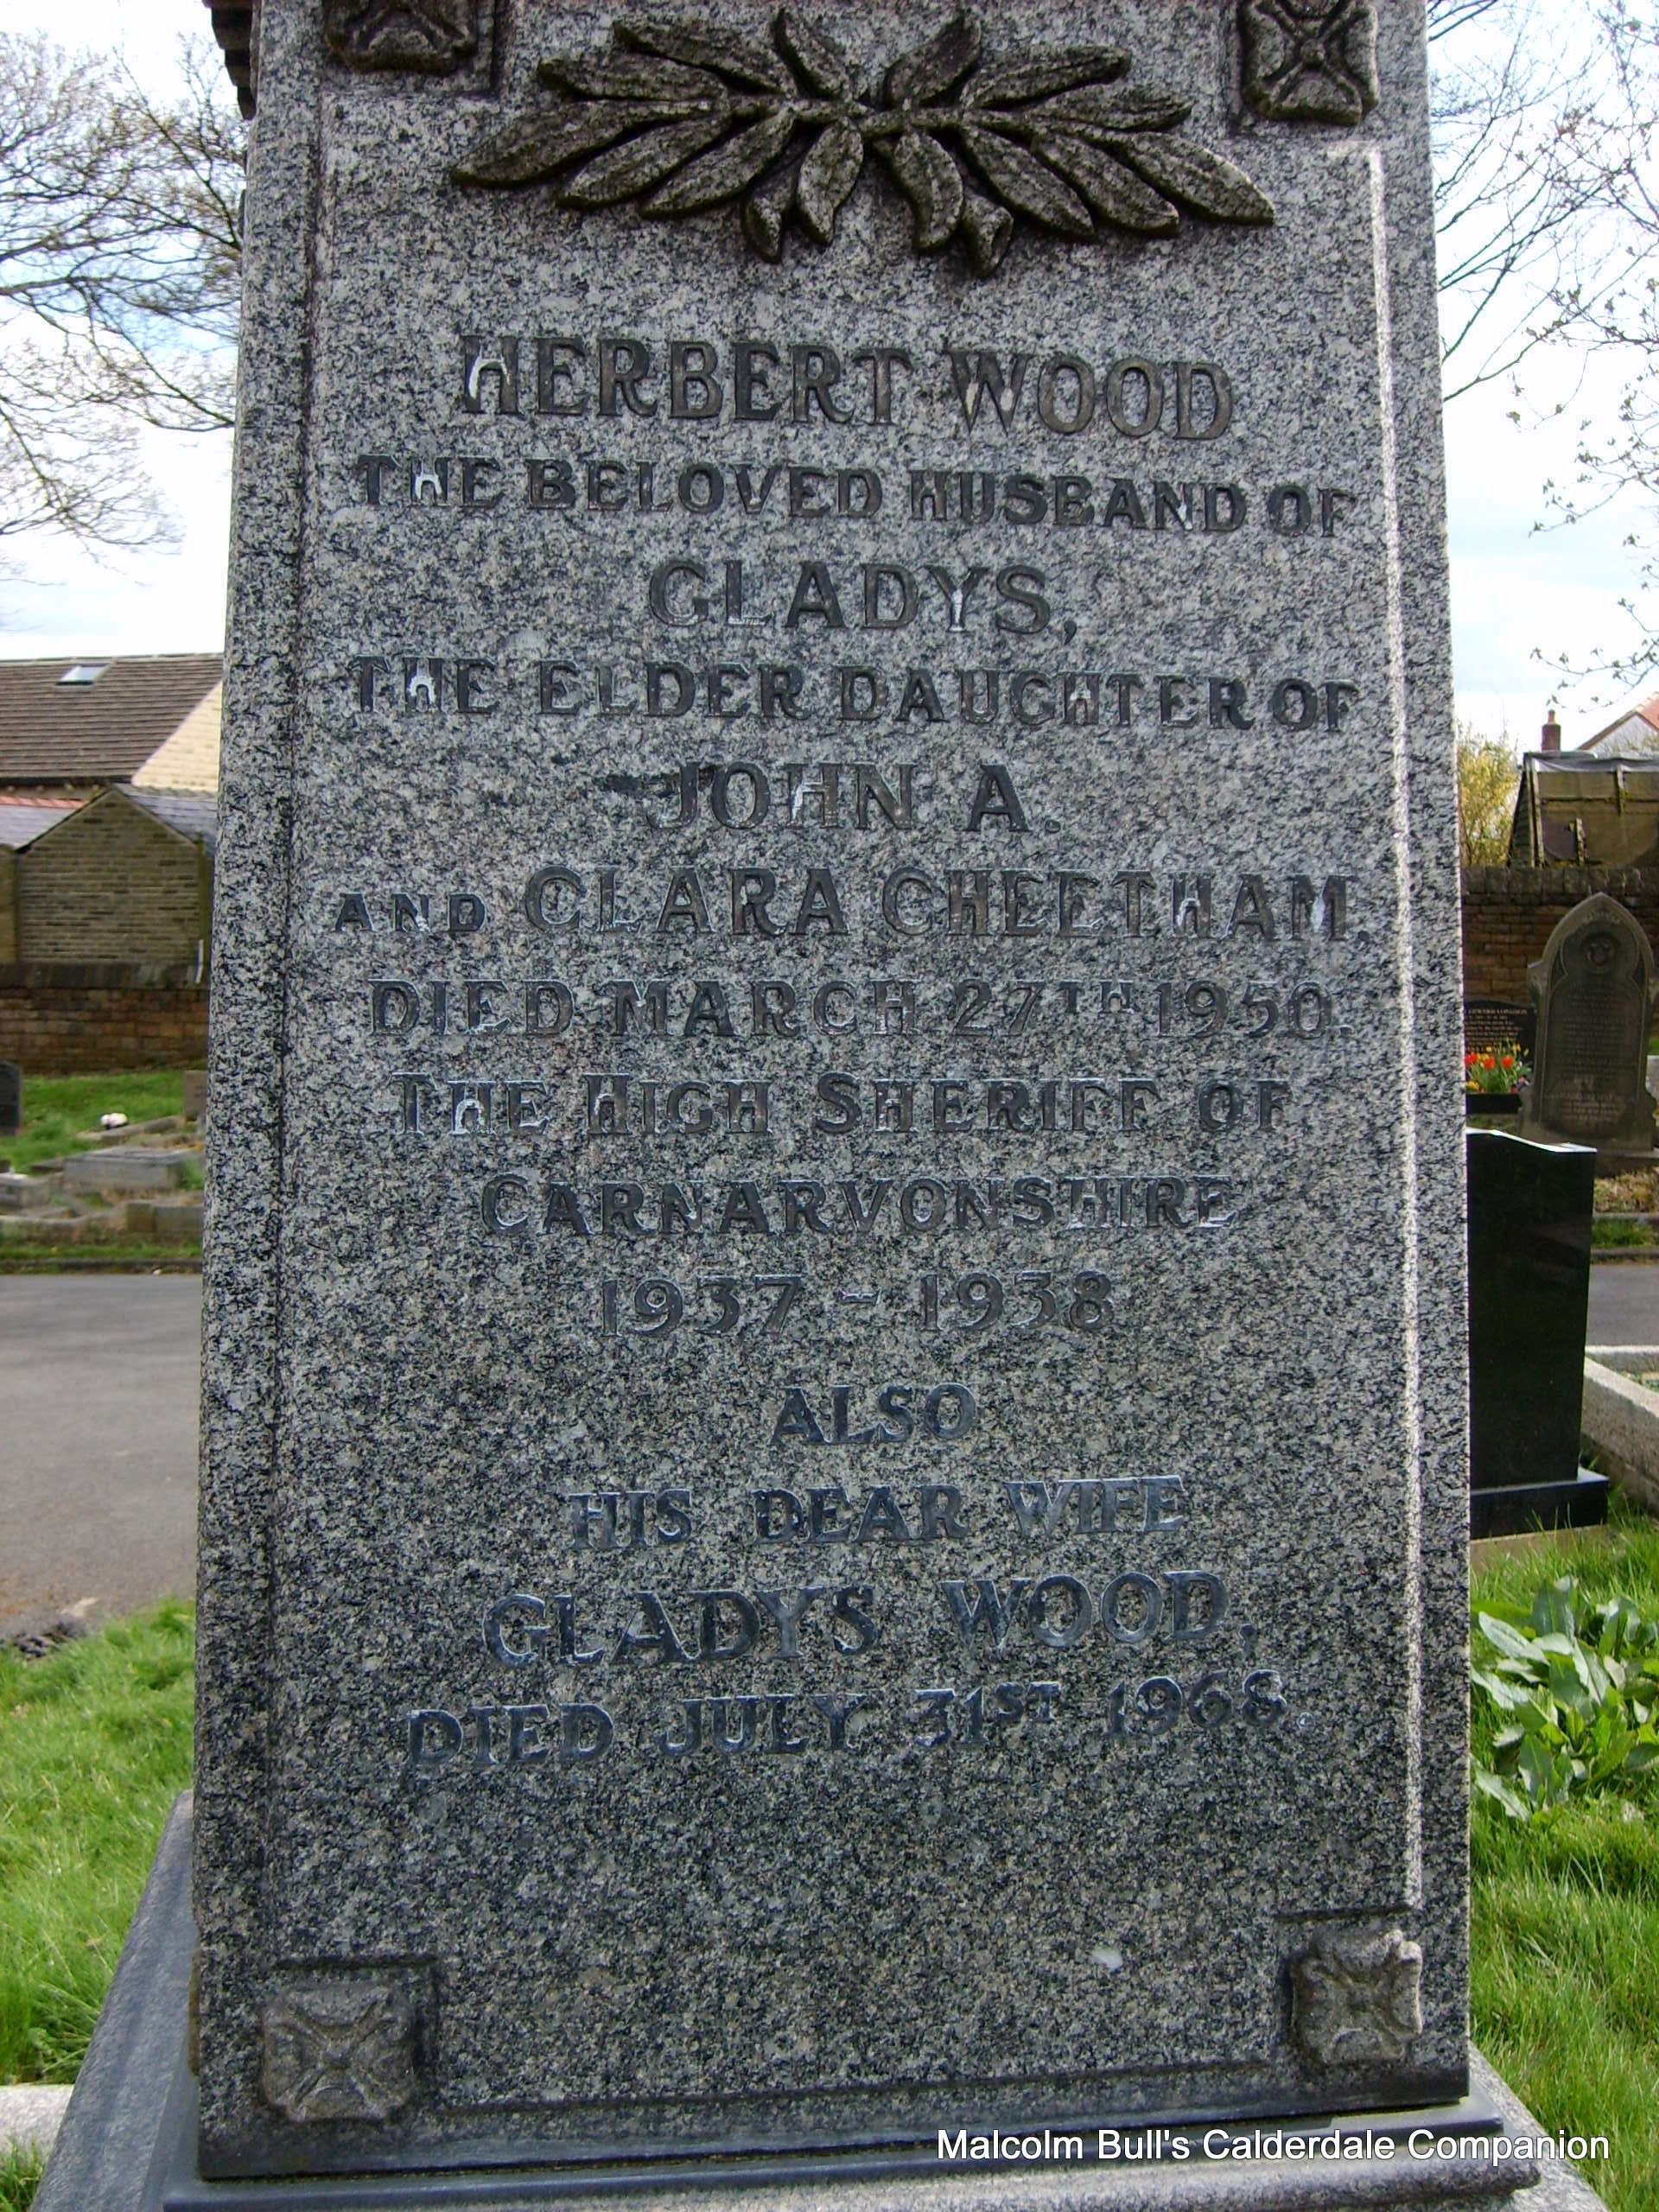 HERBERT WOOD
THE BELOVED HUSBAND OF
GLADYS,
THE ELDER DAUGHTER OF
JOHN A.
AND CLARA CHEETHAM,
DIED MARCH 27TH 1950.
THE HIGH SHERIFF OF
CARNARVONSHIRE
1937 - 1938
ALSO
HIS DEAR WIFE
GLADYS WOOD,
DIED JULY 31ST 1968.
Malcolm Bull's Calderdale Companion